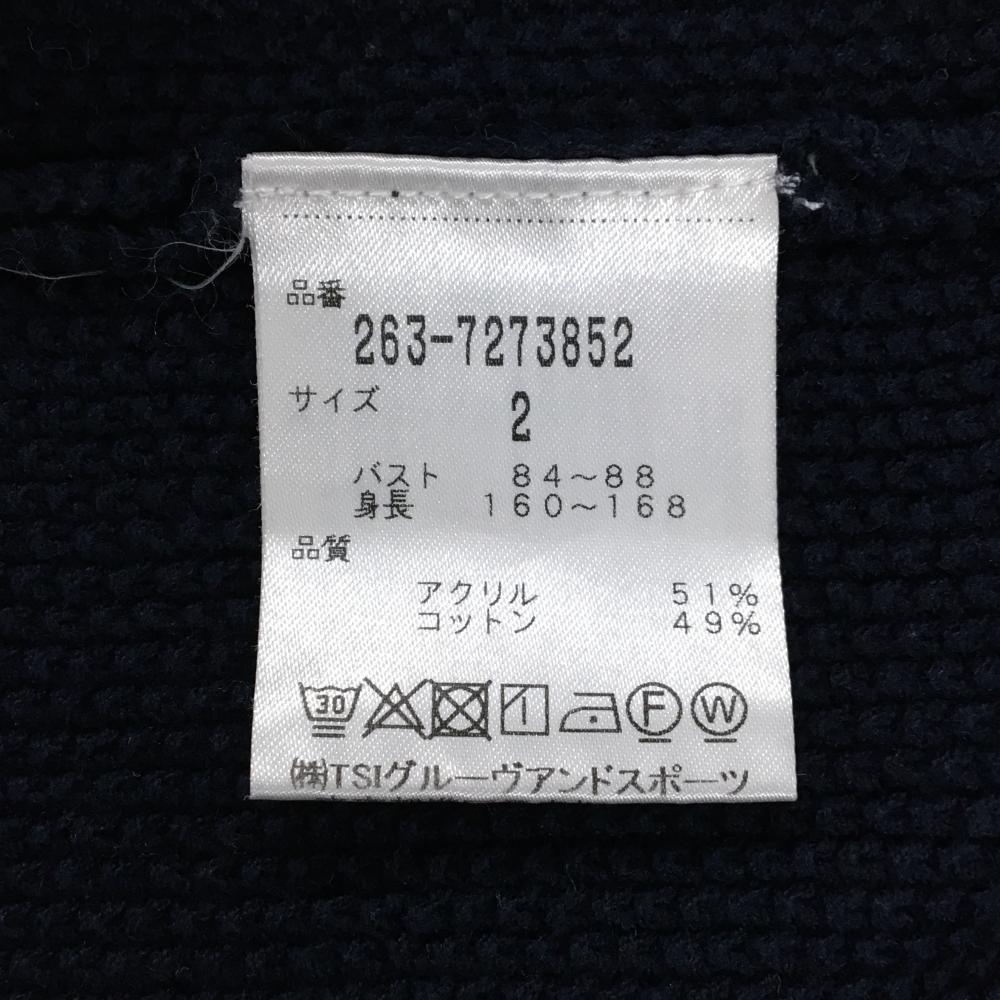 品番
263-7273852
サイズ 2
バスト 84～88
身長 160～168
品質
アクリル 51%
コットン 49%
30 F W
㈱TSIグルーヴアンドスポーツ